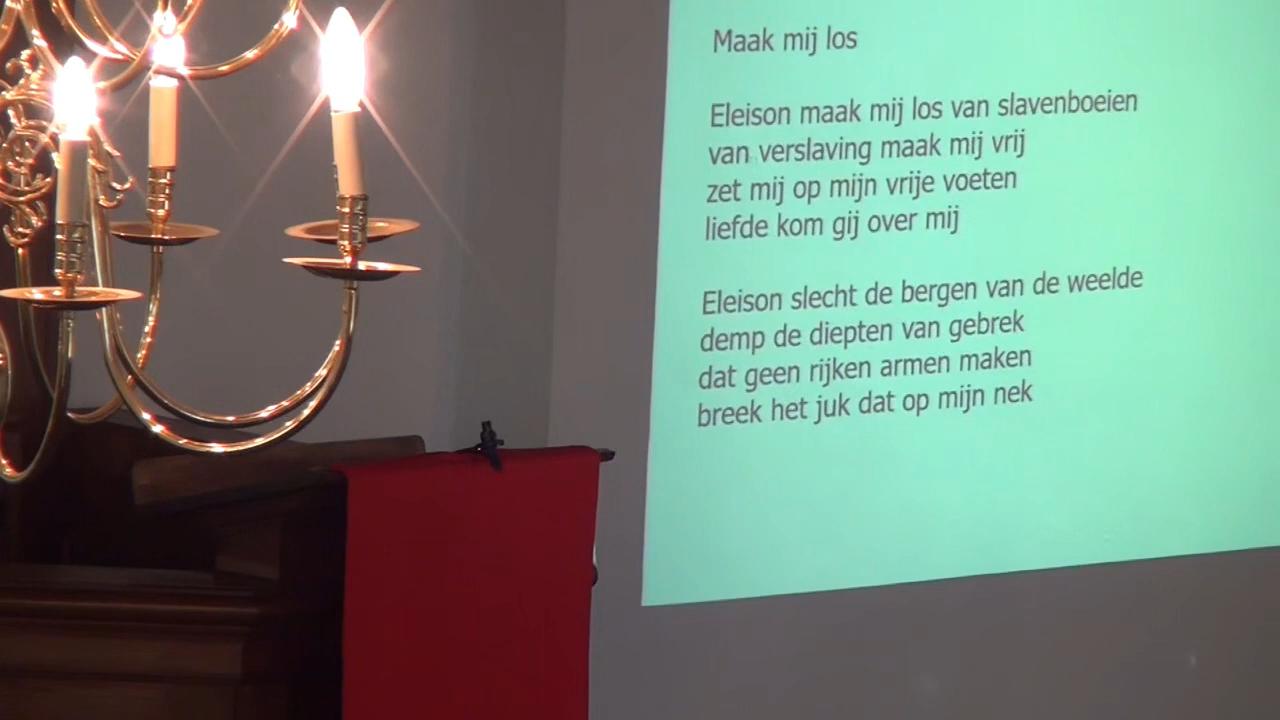 Maak mij los
Eleison maak mij los van slavenboeien
van verslaving maak mij vrij
zet mij op mijn vrije voeten
liefde kom gij over mij
Eleison slecht de bergen van de weelde
demp de diepten van gebrek
dat geen rijken armen maken
breek het juk dat op mijn nek